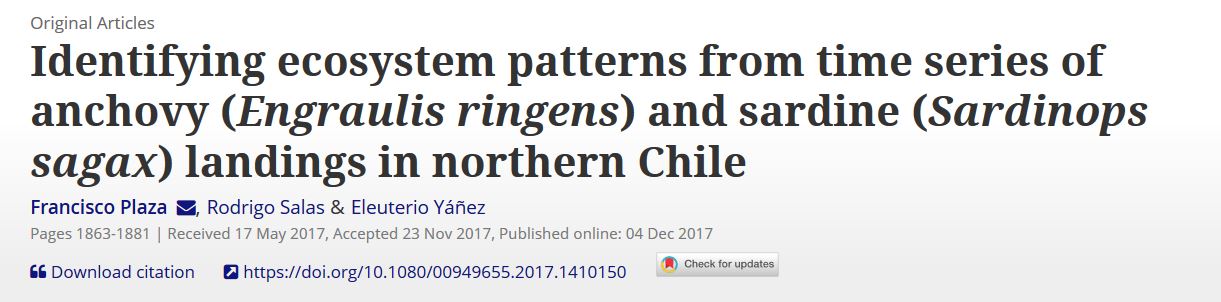 Original Articles
Identifying ecosystem patterns from time series of
anchovy (Engraulis ringens) and sardine (Sardinops
sagax) landings in northern Chile
Francisco Plaza , Rodrigo Salas & Eleuterio Yáñez
Pages 1863-1881 | Received 17 May 2017, Accepted 23 Nov 2017, Published online: 04 Dec 2017
Download citation https://doi.org/10.1080/00949655.2017.1410150 Check for updates